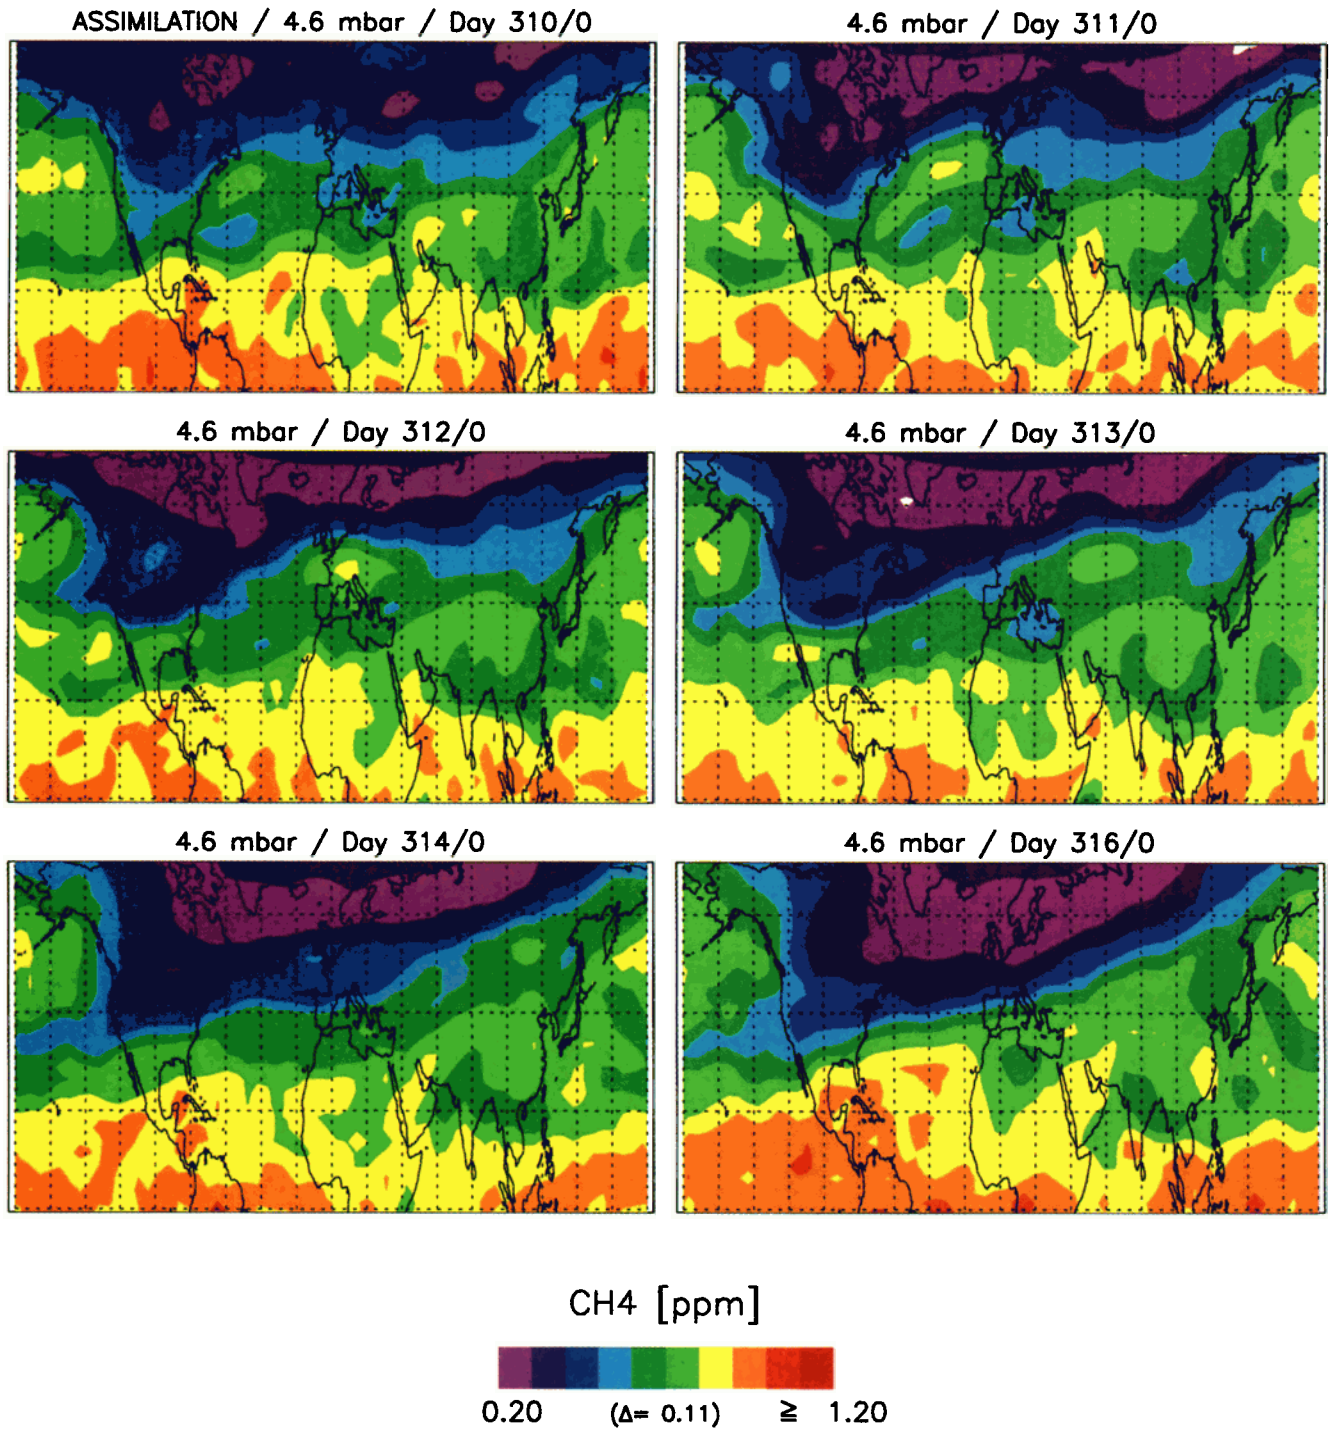 ASSIMILATION / 4.6 mbar / Day 310/0
4.6 mbar / Day 311/0
4.6 mbar / Day 312/0
4.6 mbar / Day 313/0
4.6 mbar / Day 314/0
4.6 mbar / Day 316/0
CH4 [ppm]
0.20 (Δ= 0.11) ≧ 1.20